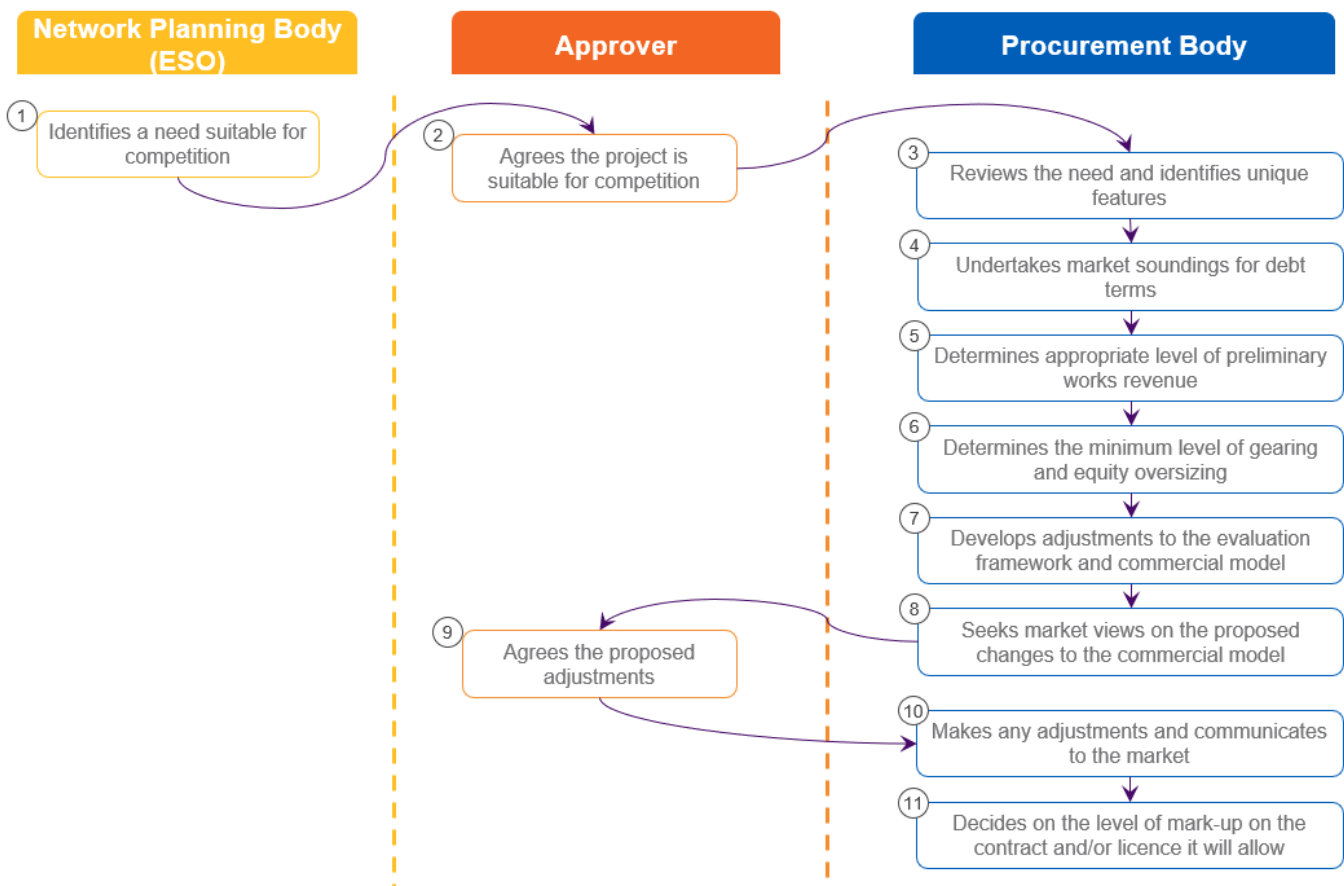 Network Planning Body
(ESO)
Approver
Procurement Body
1
Identifies a need suitable for
competition
2
Agrees the project is
suitable for competition
3
Reviews the need and identifies unique
features
4
Undertakes market soundings for debt
terms
5
Determines appropriate level of preliminary
works revenue
6
Determines the minimum level of gearing
and equity oversizing
7
Develops adjustments to the evaluation
framework and commercial model
8
Seeks market views on the proposed
changes to the commercial model
9
Agrees the proposed
adjustments
10
Makes any adjustments and communicates
to the market
11
Decides on the level of mark-up on the
contract and/or licence it will allow